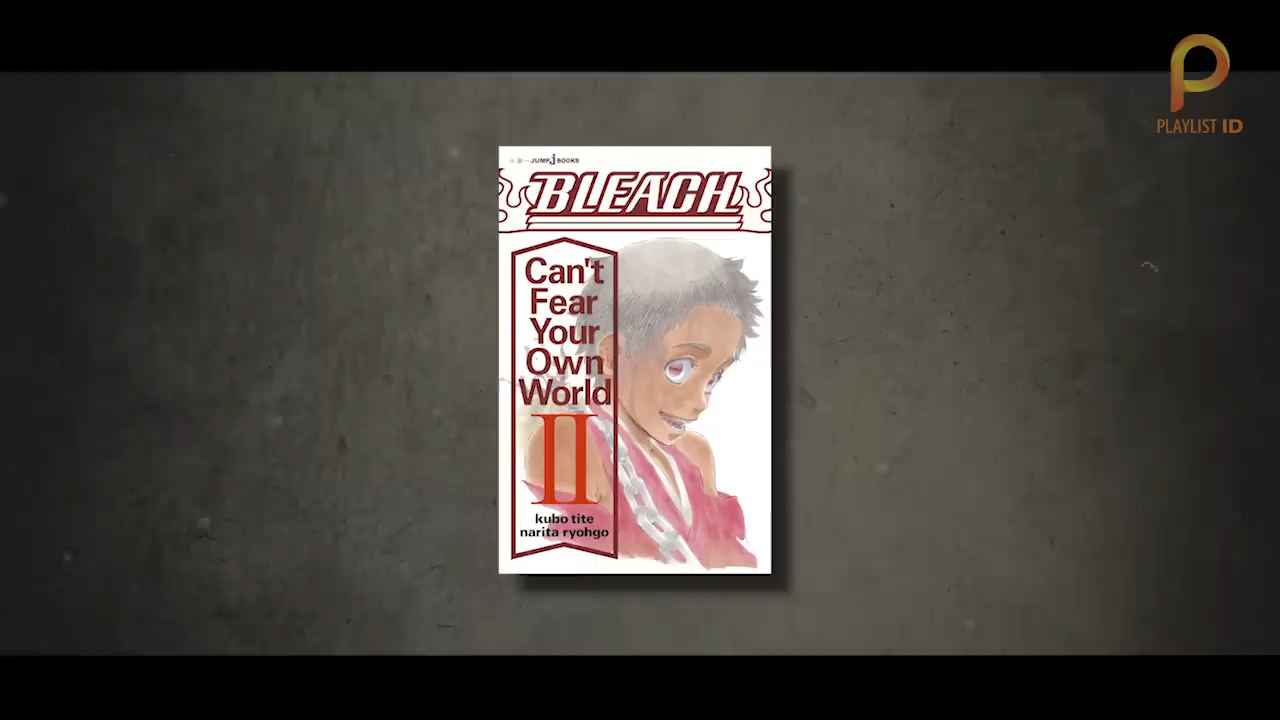 PLAYLIST ID
JUMP j BOOKS
BLEACH
Can't
Fear
Your
Own
World
II
kubo tite
narita ryohgo